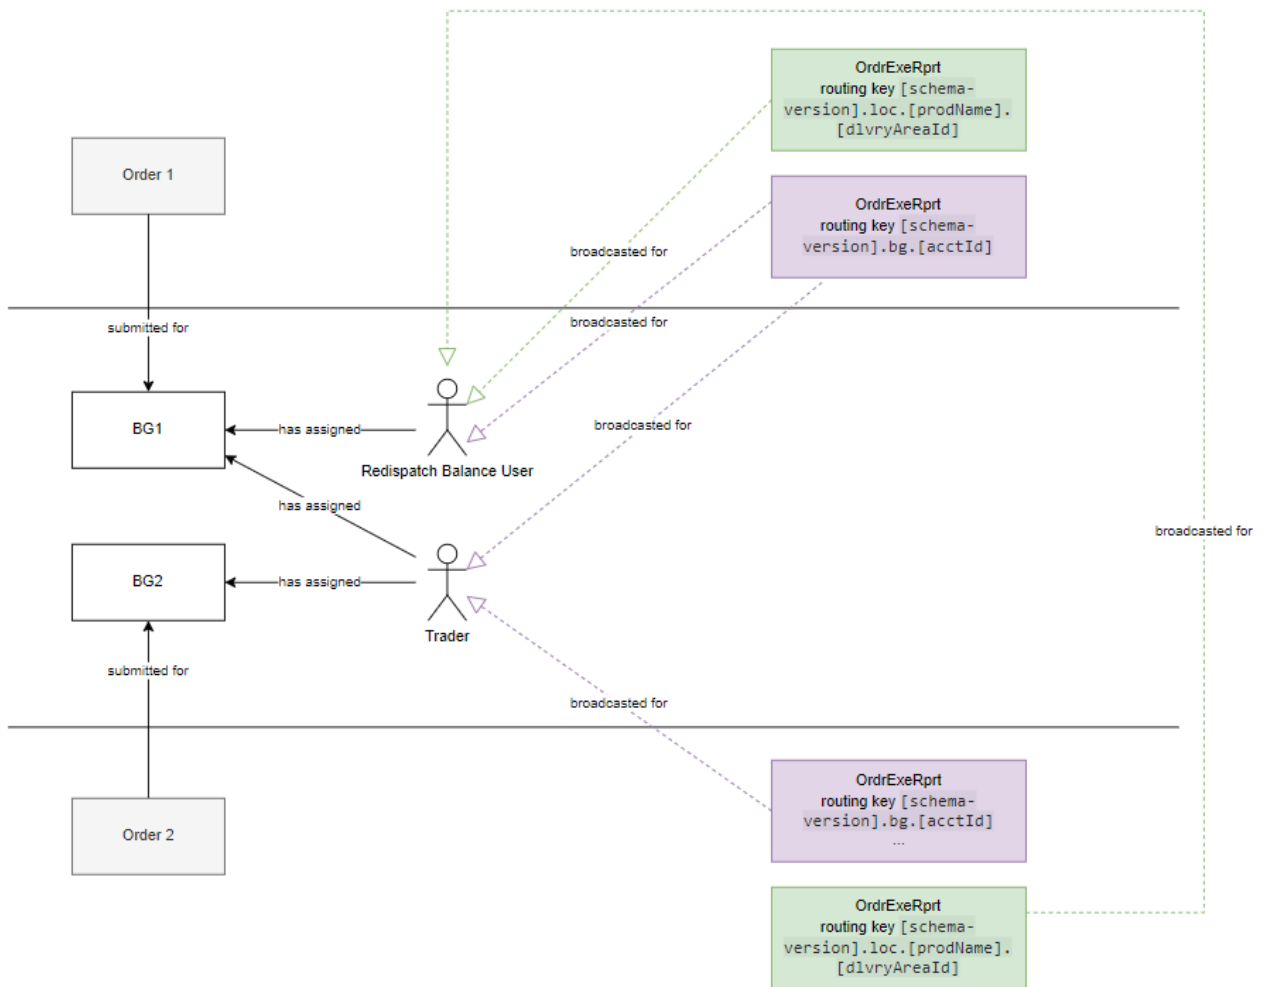 OrdrExeRprt
routing key [schema-
version].loc.[prodName].
[dlvryAreaId]
Order 1
OrdrExeRprt
routing key [schema-
version].bg.[acctId]
broadcasted for
broadcasted for
submitted for
BG1
has assigned
broadcasted for
Redispatch Balance User
has assigned
broadcasted for
BG2
has assigned
Trader
submitted for
broadcasted for
OrdrExeRprt
routing key [schema-
version].bg.[acctId]
...
Order 2
OrdrExeRprt
routing key [schema-
version].loc.[prodName].
[dlvryAreaId]